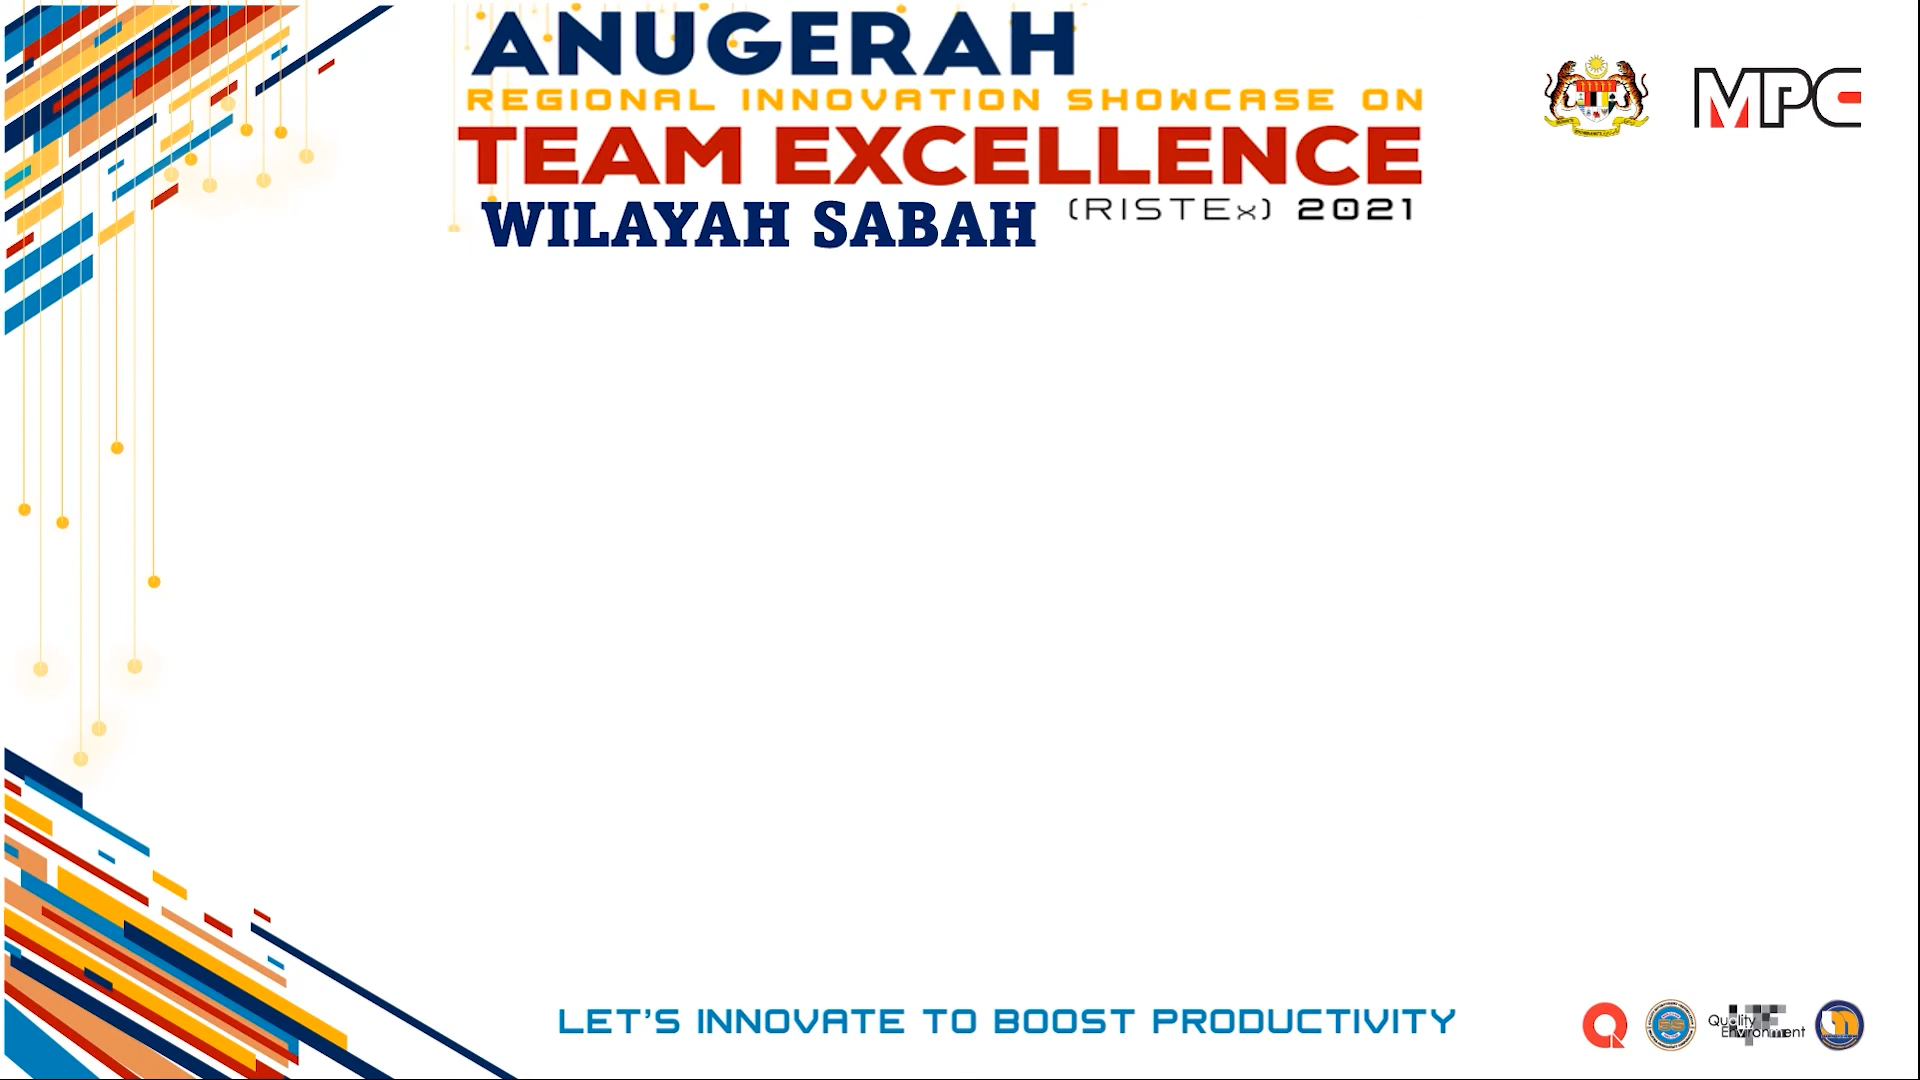 ANUGERAH
REGIONAL INNOVATION SHOWCASE ON
TEAM EXCELLENCE
WILAYAH SABAH (RISTEx) 2021
MPC
LET'S INNOVATE TO BOOST PRODUCTIVITY
Quality
Environment